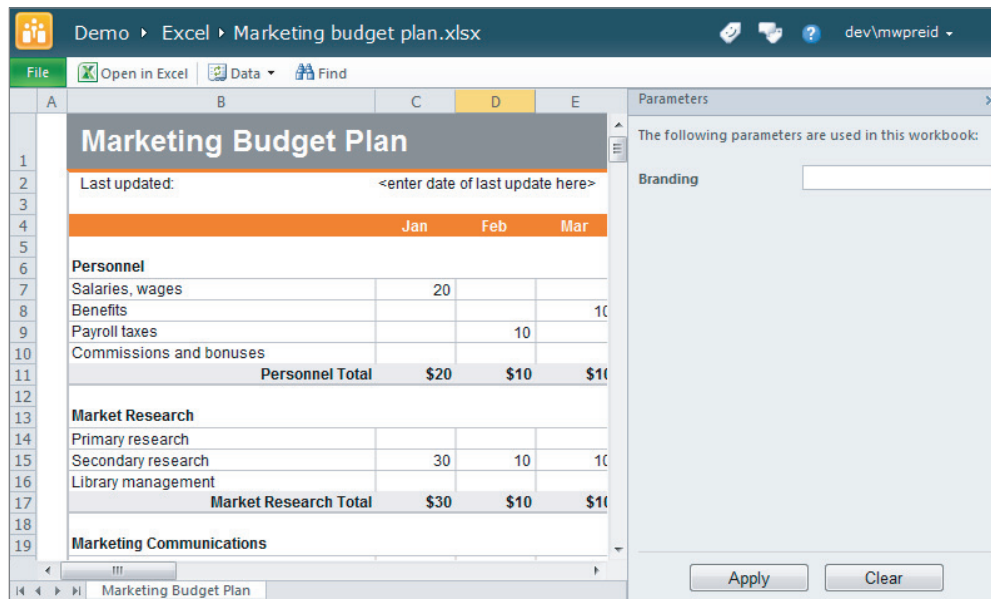 Demo ▸ Excel ▸ Marketing budget plan.xlsx dev\mwpreid
File Open in Excel Data Find
A B C D E
Parameters
The following parameters are used in this workbook:
Branding
1 Marketing Budget Plan
2 Last updated: <enter date of last update here>
3
4 Jan Feb Mar
5
6 Personnel
7 Salaries, wages 20
8 Benefits 10
9 Payroll taxes 10
10 Commissions and bonuses
11 Personnel Total $20 $10 $10
12
13 Market Research
14 Primary research
15 Secondary research 30 10 10
16 Library management
17 Market Research Total $30 $10 $10
18
19 Marketing Communications
Apply Clear
Marketing Budget Plan